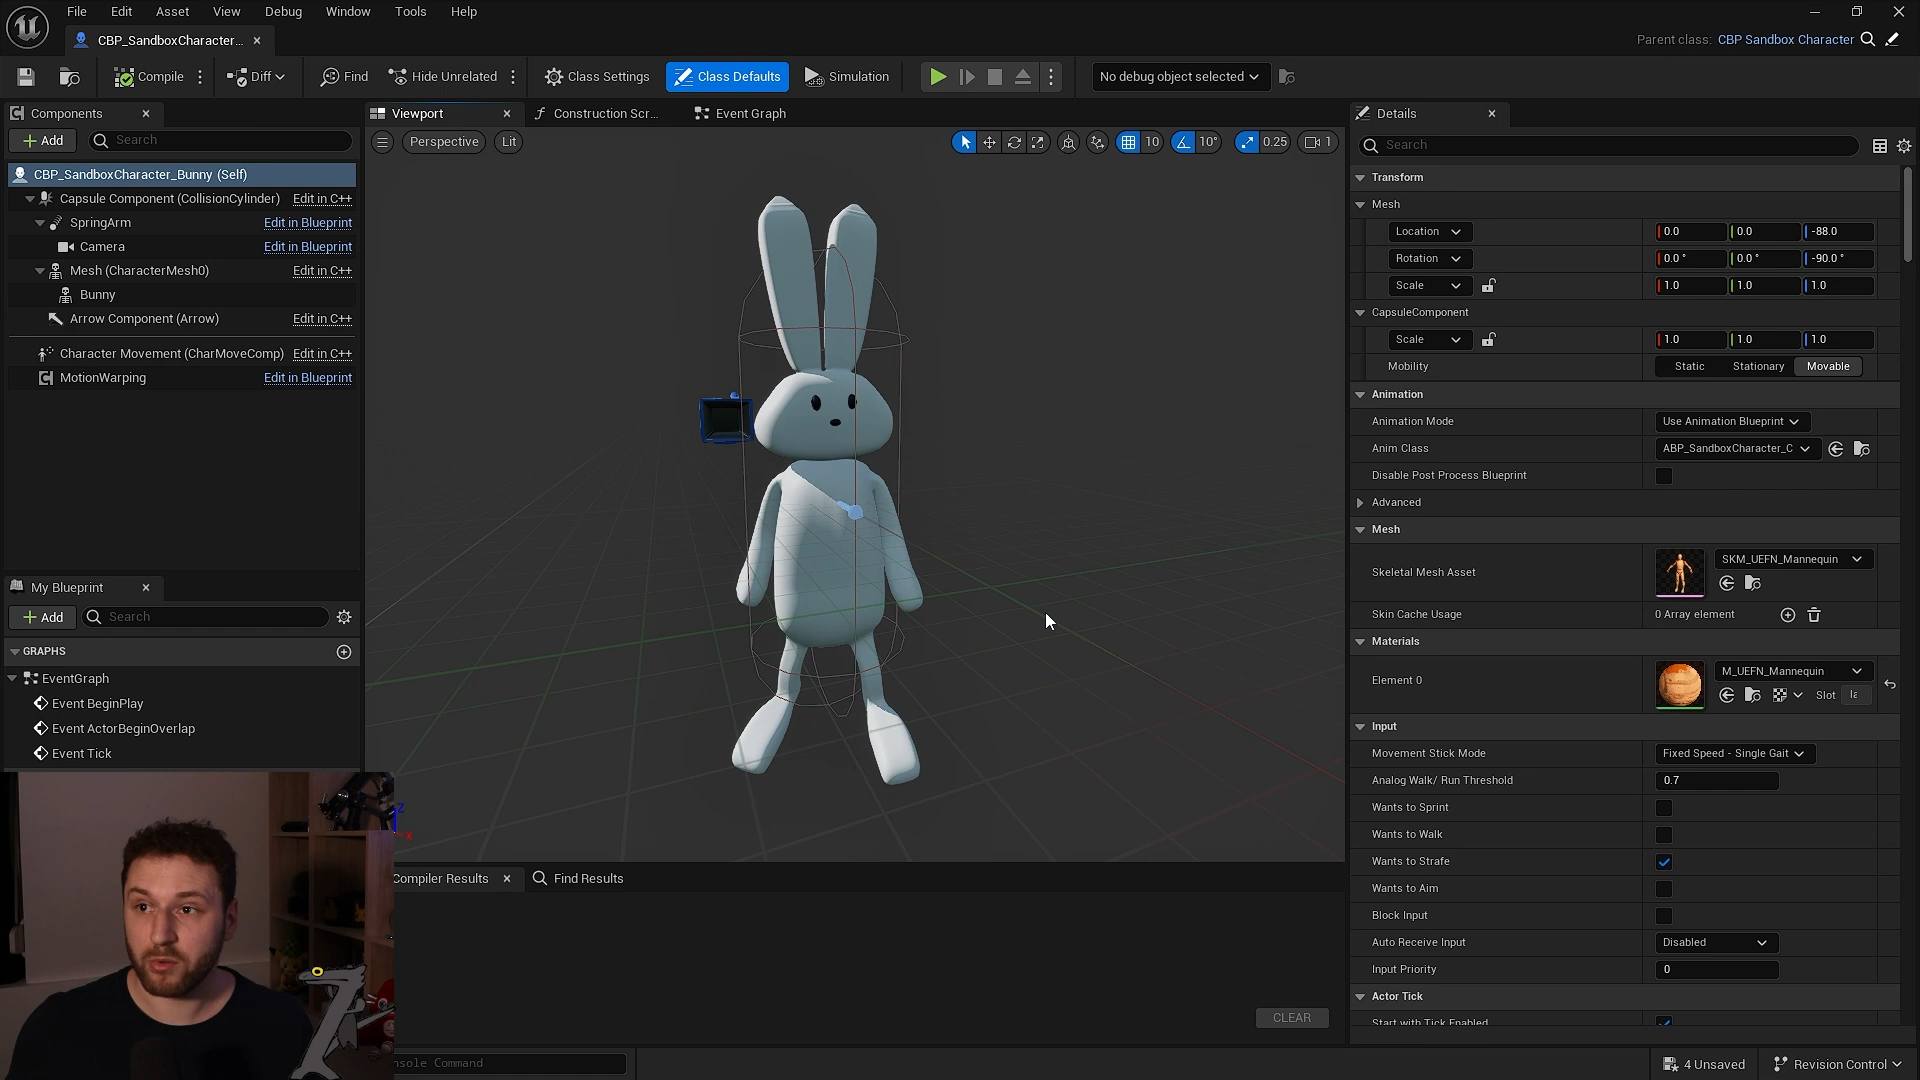 File Edit Asset View Debug Window Tools Help
CBP_SandboxCharacter...
Parent class: CBP Sandbox Character
Compile
Diff
Find
Hide Unrelated
Class Settings
Class Defaults
Simulation
No debug object selected
Components
Add
Search
CBP_SandboxCharacter_Bunny (Self)
Capsule Component (CollisionCylinder) Edit in C++
SpringArm Edit in Blueprint
Camera Edit in Blueprint
Mesh (CharacterMesh0) Edit in C++
Bunny
Arrow Component (Arrow) Edit in C++
Character Movement (CharMoveComp) Edit in C++
MotionWarping Edit in Blueprint
My Blueprint
Add
Search
GRAPHS
EventGraph
Event BeginPlay
Event ActorBeginOverlap
Event Tick
Viewport
Construction Scr...
Event Graph
Perspective
Lit
10
10°
0.25
1
Z
X
Compiler Results
Find Results
CLEAR
nsole Command
Details
Search
Transform
Mesh
Location 0.0 0.0 -88.0
Rotation 0.0 ° 0.0 ° -90.0 °
Scale 1.0 1.0 1.0
CapsuleComponent
Scale 1.0 1.0 1.0
Mobility Static Stationary Movable
Animation
Animation Mode Use Animation Blueprint
Anim Class ABP_SandboxCharacter_C
Disable Post Process Blueprint
Advanced
Mesh
Skeletal Mesh Asset SKM_UEFN_Mannequin
Skin Cache Usage 0 Array element
Materials
Element 0 M_UEFN_Mannequin
Slot
Input
Movement Stick Mode Fixed Speed - Single Gait
Analog Walk/ Run Threshold 0.7
Wants to Sprint
Wants to Walk
Wants to Strafe
Wants to Aim
Block Input
Auto Receive Input Disabled
Input Priority 0
Actor Tick
Start with Tick Enabled
4 Unsaved
Revision Control